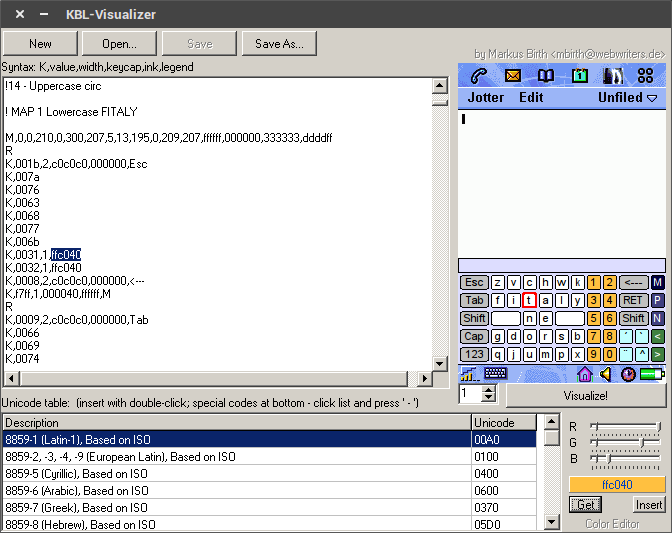 KBL-Visualizer
New Open... Save Save As...
by Markus Birth <mbirth@webwriters.de>
Syntax: K,value,width,keycap,ink,legend
!14 - Uppercase circ
! MAP 1 Lowercase FITALY
M,0,0,210,0,300,207,5,13,195,0,209,207,ffffff,000000,333333,ddddff
R
K,001b,2,c0c0c0,000000,Esc
K,007a
K,0076
K,0063
K,0068
K,0077
K,006b
K,0031,1,ffc040
K,0032,1,ffc040
K,0008,2,c0c0c0,000000,<---
K,f7ff,1,000040,ffffff,M
R
K,0009,2,c0c0c0,000000,Tab
K,0066
K,0069
K,0074
1
Jotter Edit Unfiled
Esc z v c h w k 1 2 <--- M
Tab f i t a l y 3 4 RET P
Shift n e 5 6 Shift N
Cap g d o r s b 7 8 ` ´ <
123 q j u m p x 9 0 ¨ ^ >
1 Visualize!
Unicode table: (insert with double-click; special codes at bottom - click list and press ' - ')
Description Unicode
8859-1 (Latin-1), Based on ISO 00A0
8859-2, -3, -4, -9 (European Latin), Based on ISO 0100
8859-5 (Cyrillic), Based on ISO 0400
8859-6 (Arabic), Based on ISO 0600
8859-7 (Greek), Based on ISO 0370
8859-8 (Hebrew), Based on ISO 05D0
R
G
B
ffc040
Get Insert
Color Editor